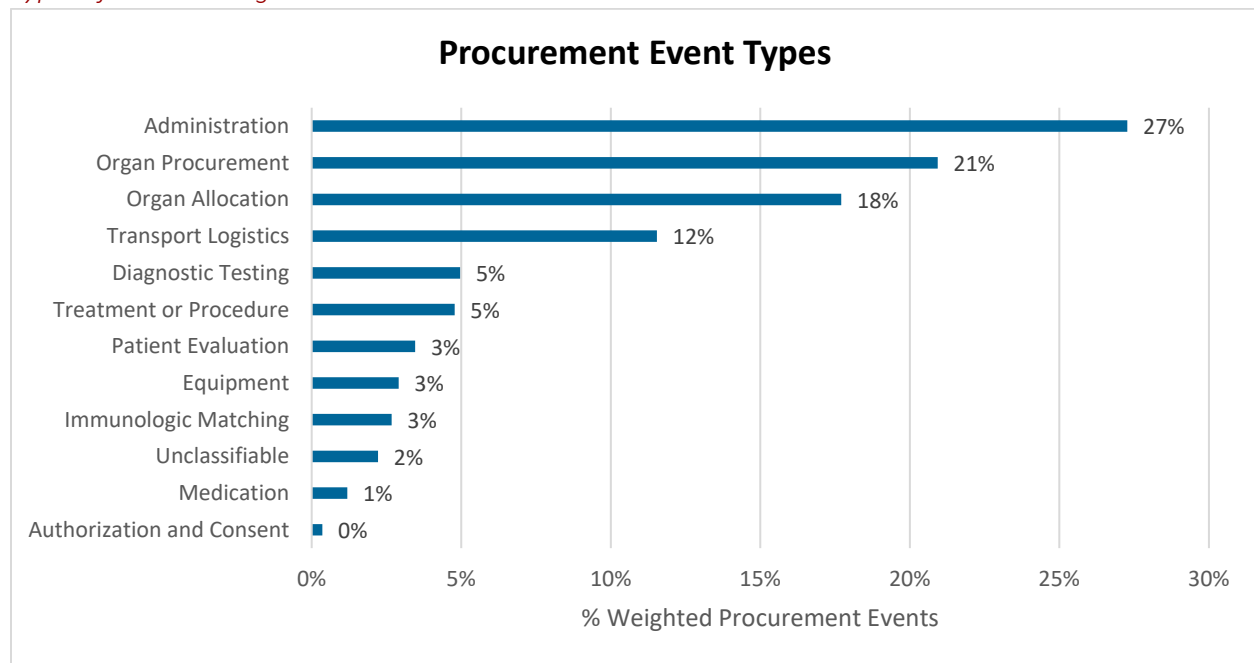 Procurement Event Types
Administration 27%
Organ Procurement 21%
Organ Allocation 18%
Transport Logistics 12%
Diagnostic Testing 5%
Treatment or Procedure 5%
Patient Evaluation 3%
Equipment 3%
Immunologic Matching 3%
Unclassifiable 2%
Medication 1%
Authorization and Consent 0%
0% 5% 10% 15% 20% 25% 30%
% Weighted Procurement Events